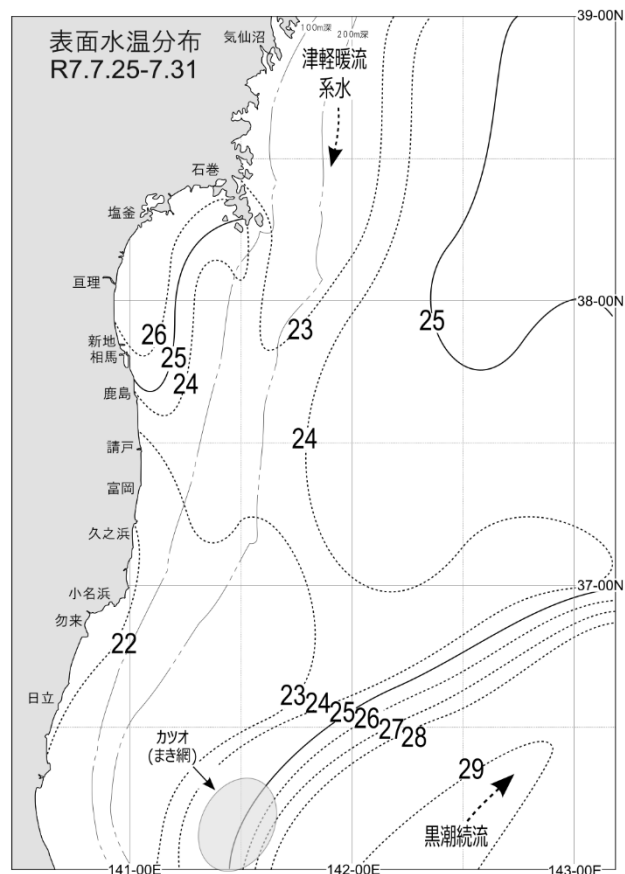 表面水温分布
R7.7.25-7.31
気仙沼
100m深
200m深
39-00N
津軽暖流
系水
石巻
塩釜
亘理
38-00N
新地
相馬
鹿島
26
25
24
23
25
24
請戸
富岡
久之浜
37-00N
小名浜
勿来
22
日立
23
24
25
26
27
28
カツオ
(まき網)
29
黒潮続流
141-00E
142-00E
143-00E